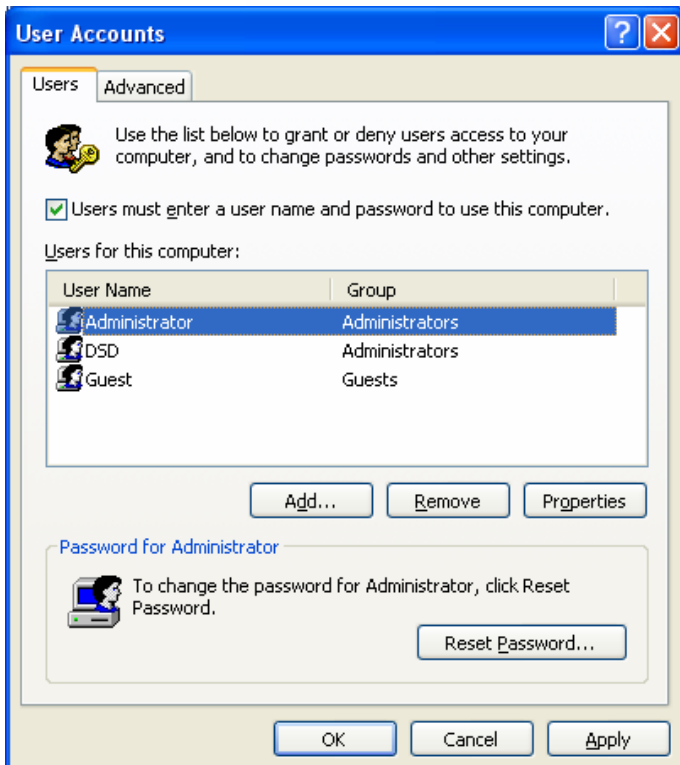 User Accounts
Users Advanced
Use the list below to grant or deny users access to your
computer, and to change passwords and other settings.
Users must enter a user name and password to use this computer.
Users for this computer:
User Name Group
Administrator Administrators
DSD Administrators
Guest Guests
Add... Remove Properties
Password for Administrator
To change the password for Administrator, click Reset
Password.
Reset Password...
OK Cancel Apply